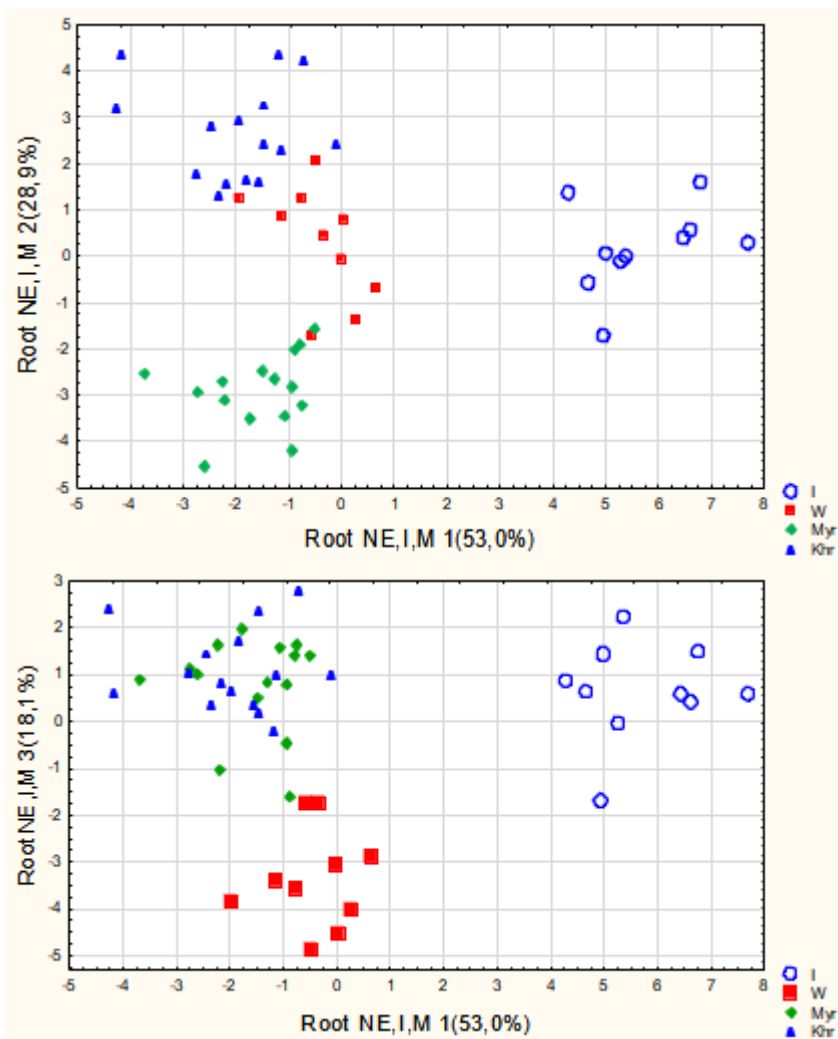 5
4
3
2
1
0
-1
-2
-3
-4
-5
Root NE,I,M 2(28,9%)
-5 -4 -3 -2 -1 0 1 2 3 4 5 6 7 8
Root NE,I,M 1(53,0%)
I
W
Myr
Khr
3
2
1
0
-1
-2
-3
-4
-5
Root NE,I,M 3(18,1%)
-5 -4 -3 -2 -1 0 1 2 3 4 5 6 7 8
Root NE,I,M 1(53,0%)
I
W
Myr
Khr